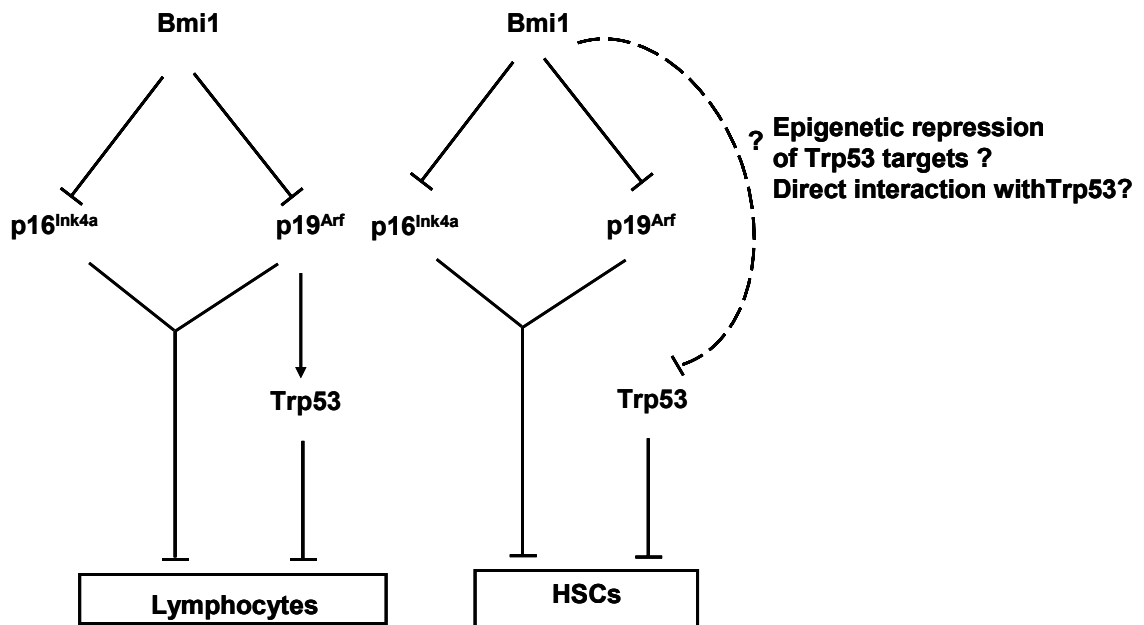 Bmi1
p16Ink4a
p19Arf
Trp53
Lymphocytes
Bmi1
? Epigenetic repression
of Trp53 targets ?
Direct interaction withTrp53?
p16Ink4a
p19Arf
Trp53
HSCs